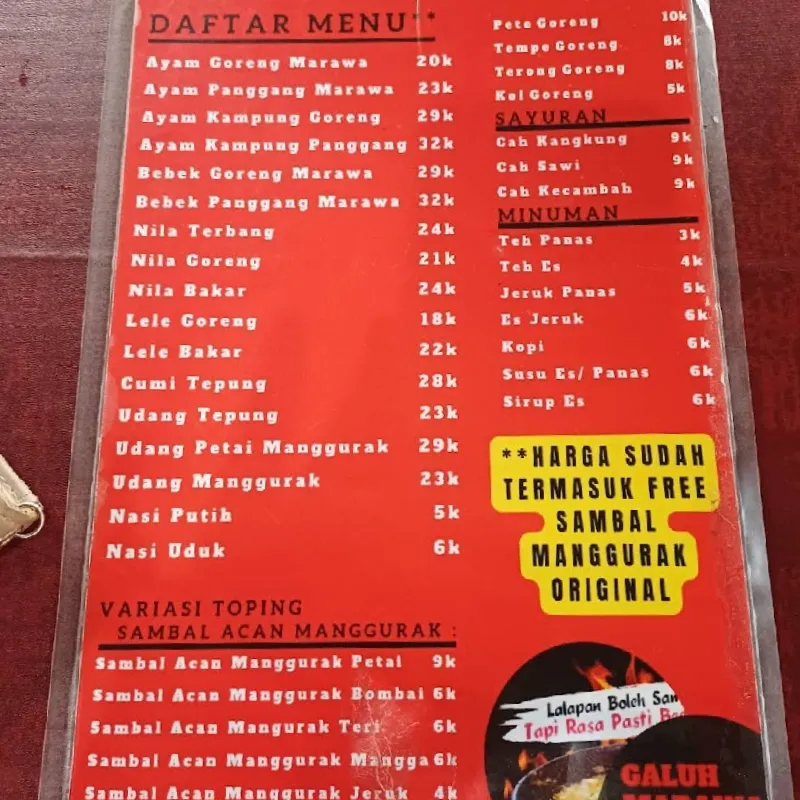 DAFTAR MENU**
Ayam Goreng Marawa 20k
Ayam Panggang Marawa 23k
Ayam Kampung Goreng 29k
Ayam Kampung Panggang 32k
Bebek Goreng Marawa 29k
Bebek Panggang Marawa 32k
Nila Terbang 24k
Nila Goreng 21k
Nila Bakar 24k
Lele Goreng 18k
Lele Bakar 22k
Cumi Tepung 28k
Udang Tepung 23k
Udang Petai Manggurak 29k
Udang Manggurak 23k
Nasi Putih 5k
Nasi Uduk 6k
VARIASI TOPING
SAMBAL ACAN MANGGURAK :
Sambal Acan Manggurak Petai 9k
Sambal Acan Manggurak Bombai 6k
Sambal Acan Mangurak Teri 6k
Sambal Acan Manggurak Mangga 6k
Sambal Acan Manggurak Jeruk 4k
Pete Goreng 10k
Tempe Goreng 8k
Terong Goreng 8k
Kol Goreng 5k
SAYURAN
Cah Kangkung 9k
Cah Sawi 9k
Cah Kecambah 9k
MINUMAN
Teh Panas 3k
Teh Es 4k
Jeruk Panas 5k
Es Jeruk 6k
Kopi 6k
Susu Es/ Panas 6k
Sirup Es 6k
**HARGA SUDAH
TERMASUK FREE
SAMBAL
MANGGURAK
ORIGINAL
Lalapan Boleh
Tapi Rasa Pasti
GALUH